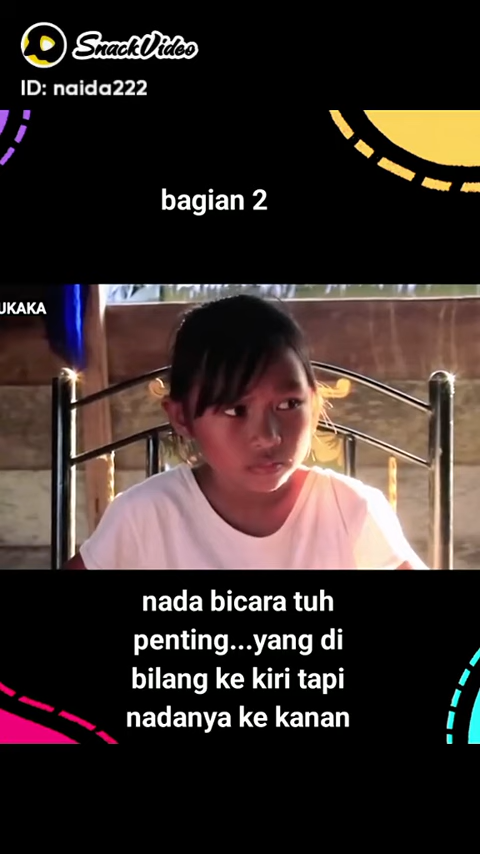 SnackVideo
ID: naida222
bagian 2
UKAKA
nada bicara tuh
penting...yang di
bilang ke kiri tapi
nadanya ke kanan